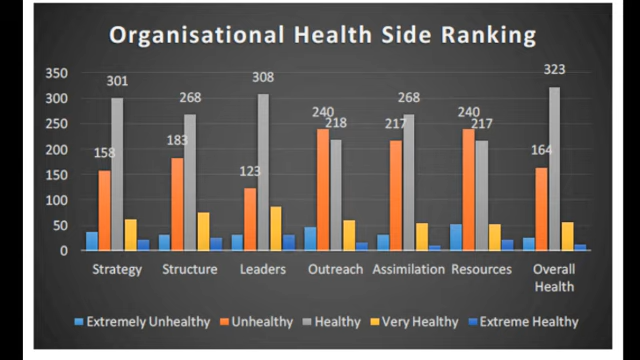 Organisational Health Side Ranking
350
300
250
200
150
100
50
0
158
301
183
268
123
308
240
218
217
268
240
217
164
323
Strategy
Structure
Leaders
Outreach
Assimilation
Resources
Overall
Health
Extremely Unhealthy
Unhealthy
Healthy
Very Healthy
Extreme Healthy